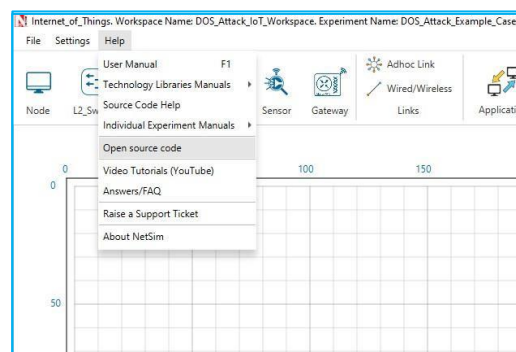 Internet_of_Things. Workspace Name: DOS_Attack_IoT_Workspace. Experiment Name: DOS_Attack_Example_Case
File Settings Help
User Manual F1
Technology Libraries Manuals
Source Code Help
Individual Experiment Manuals
Open source code
Video Tutorials (YouTube)
Answers/FAQ
Raise a Support Ticket
About NetSim
Node
L2_Sw
Sensor
Gateway
Adhoc Link
Wired/Wireless
Links
Applicati
0 100 150
0
50